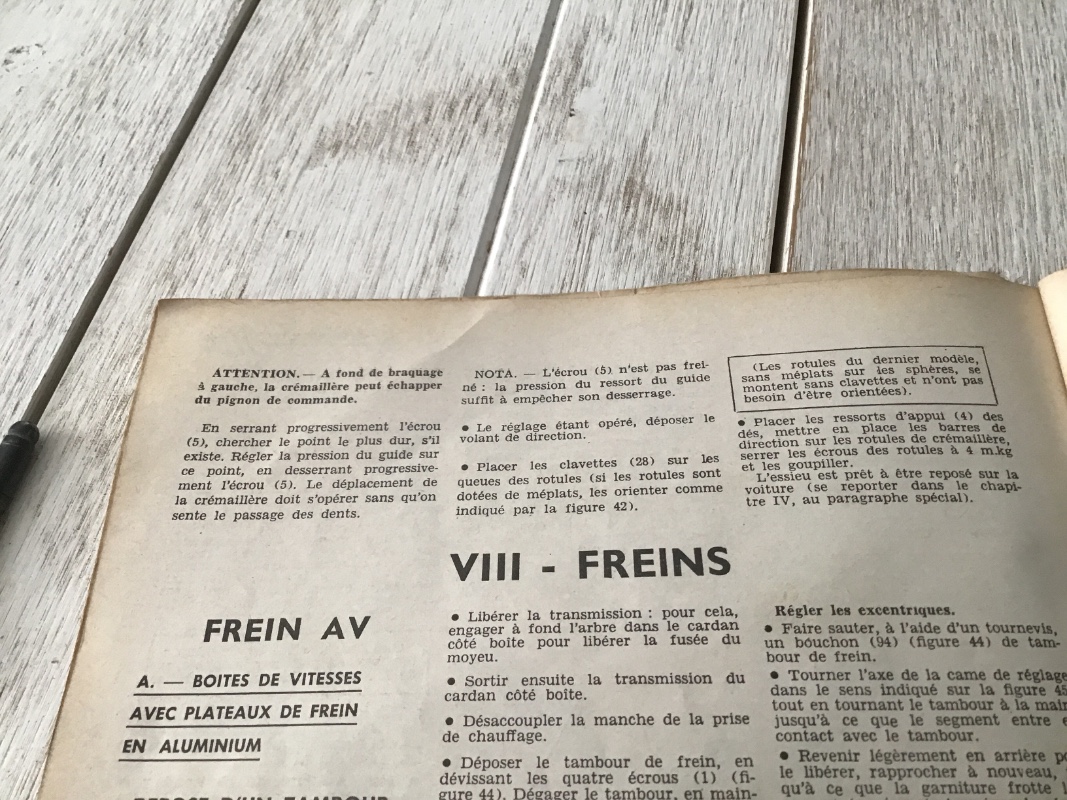 ATTENTION. — A fond de braquage
à gauche, la crémaillère peut échapper
du pignon de commande.
En serrant progressivement l'écrou
(5), chercher le point le plus dur, s'il
existe. Régler la pression du guide sur
ce point, en desserrant progressive-
ment l'écrou (5). Le déplacement de
la crémaillère doit s'opérer sans qu'on
sente le passage des dents.
NOTA. — L'écrou (5) n'est pas frei-
né : la pression du ressort du guide
suffit à empêcher son desserrage.
• Le réglage étant opéré, déposer le
volant de direction.
• Placer les clavettes (28) sur les
queues des rotules (si les rotules sont
dotées de méplats, les orienter comme
indiqué par la figure 42).
(Les rotules du dernier modèle,
sans méplats sur les sphères, se
montent sans clavettes et n'ont pas
besoin d'être orientées).
• Placer les ressorts d'appui (4) des
dés, mettre en place les barres de
direction sur les rotules de crémaillère,
serrer les écrous des rotules à 4 m.kg
et les goupiller.
L'essieu est prêt à être reposé sur la
voiture (se reporter dans le chapi-
tre IV, au paragraphe spécial).
VIII - FREINS
FREIN AV
A. — BOITES DE VITESSES
AVEC PLATEAUX DE FREIN
EN ALUMINIUM
DEPOSE D'UN TAMBOUR
• Libérer la transmission : pour cela,
engager à fond l'arbre dans le cardan
côté boîte pour libérer la fusée du
moyeu.
• Sortir ensuite la transmission du
cardan côté boîte.
• Désaccoupler la manche de la prise
de chauffage.
• Déposer le tambour de frein, en
dévissant les quatre écrous (1) (fi-
gure 44). Dégager le tambour, en main-
Régler les excentriques.
• Faire sauter, à l'aide d'un tournevis,
un bouchon (94) (figure 44) de tam-
bour de frein.
• Tourner l'axe de la came de réglage
dans le sens indiqué sur la figure 45
tout en tournant le tambour à la main
jusqu'à ce que le segment entre e
contact avec le tambour.
• Revenir légèrement en arrière po
le libérer, rapprocher à nouveau,
qu'à ce que la garniture frotte l